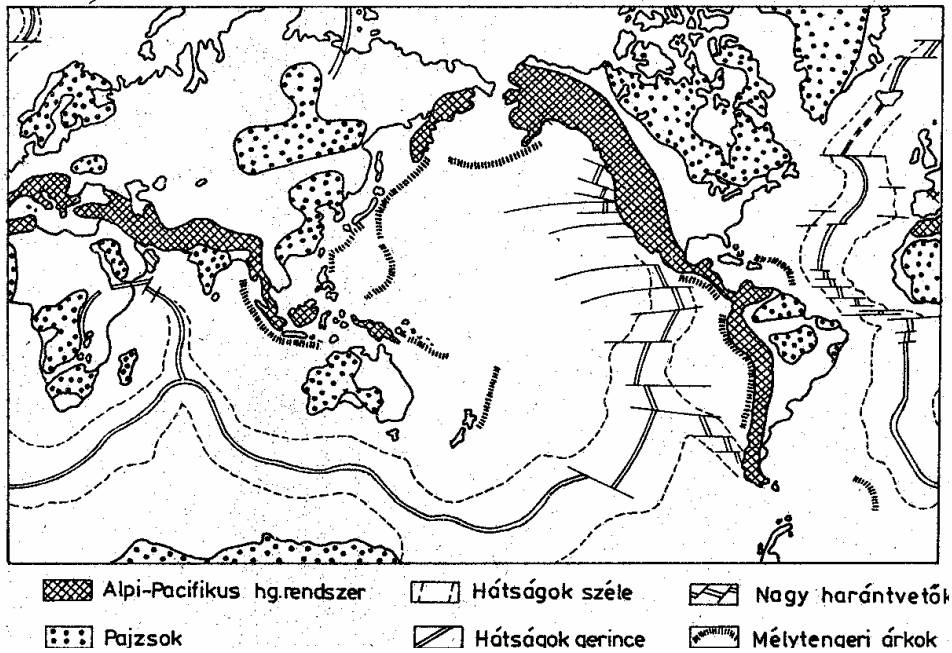 Alpi-Pacifikus hg.rendszer
Hátságok széle
Nagy harántvetők
Pajzsok
Hátságok gerince
Mélytengeri árkok